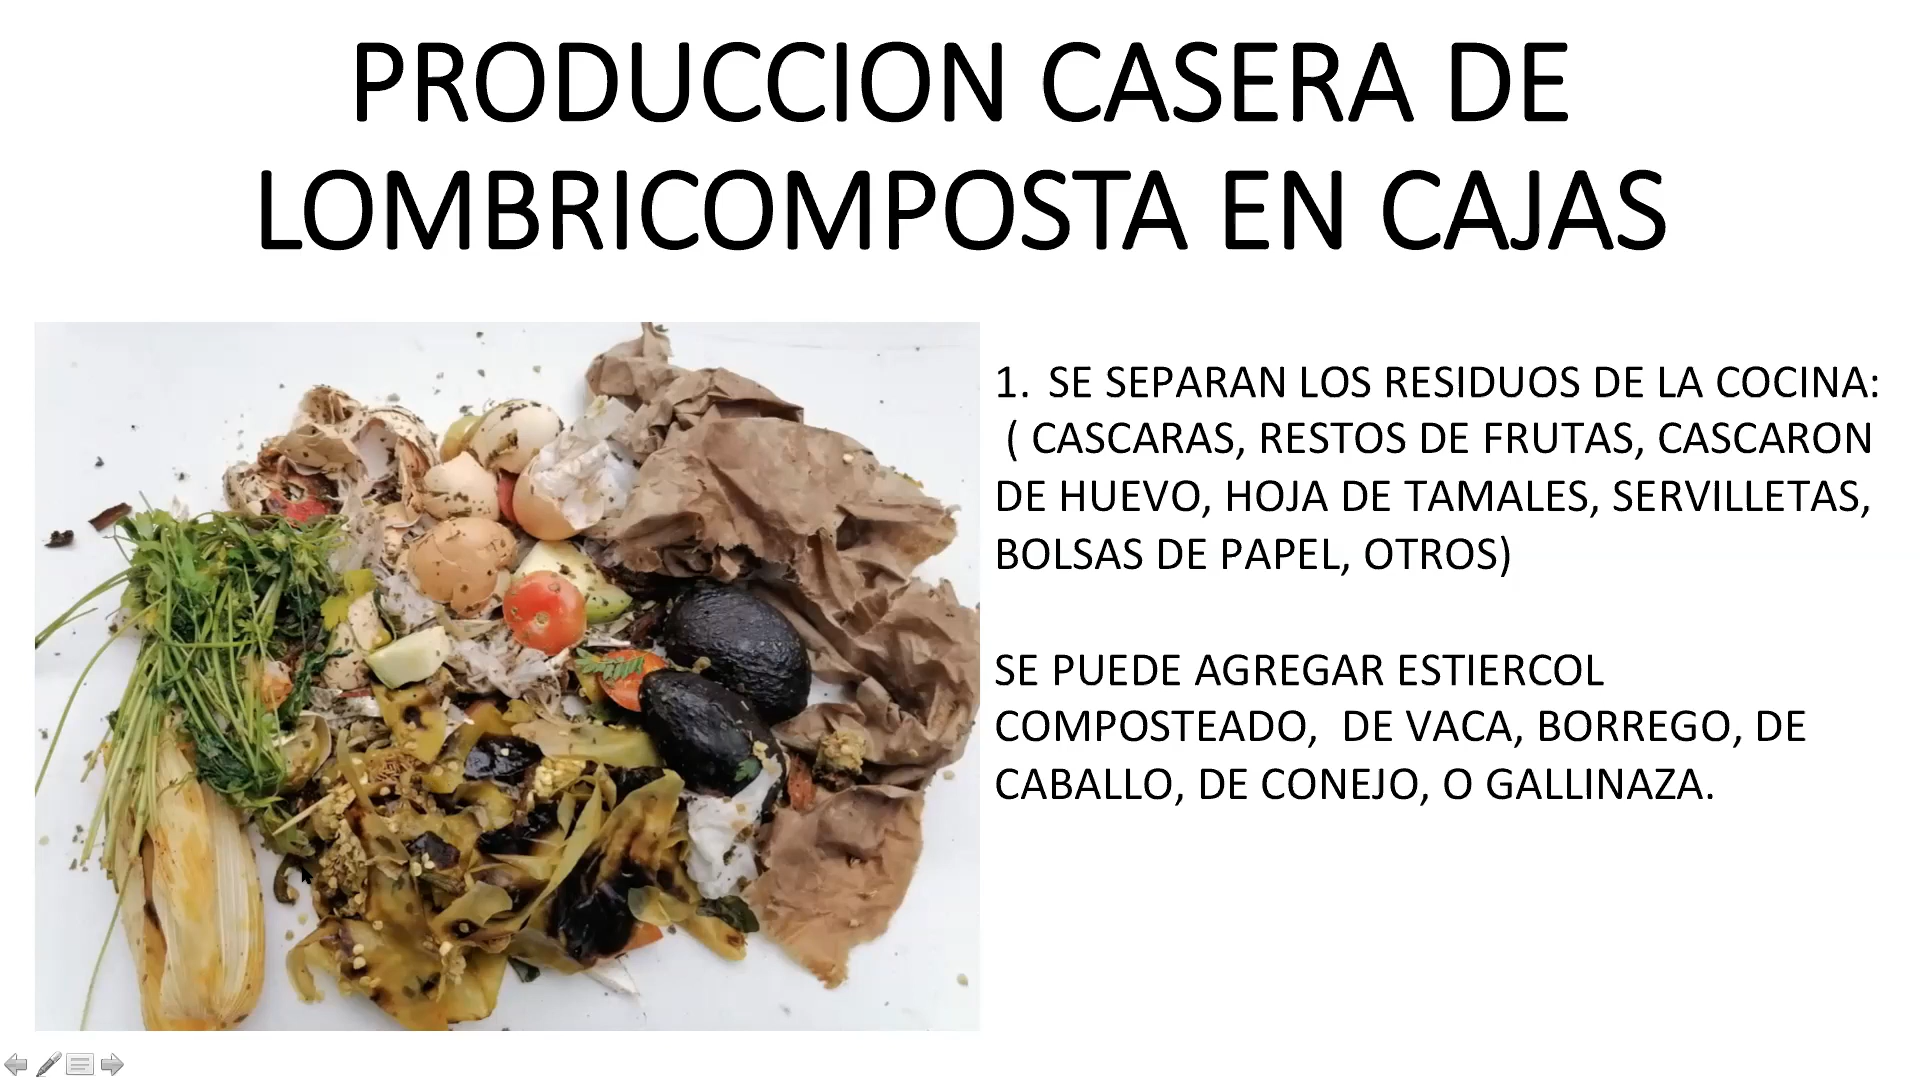 PRODUCCION CASERA DE
LOMBRICOMPOSTA EN CAJAS
1. SE SEPARAN LOS RESIDUOS DE LA COCINA:
( CASCARAS, RESTOS DE FRUTAS, CASCARON
DE HUEVO, HOJA DE TAMALES, SERVILLETAS,
BOLSAS DE PAPEL, OTROS)
SE PUEDE AGREGAR ESTIERCOL
COMPOSTEADO, DE VACA, BORREGO, DE
CABALLO, DE CONEJO, O GALLINAZA.